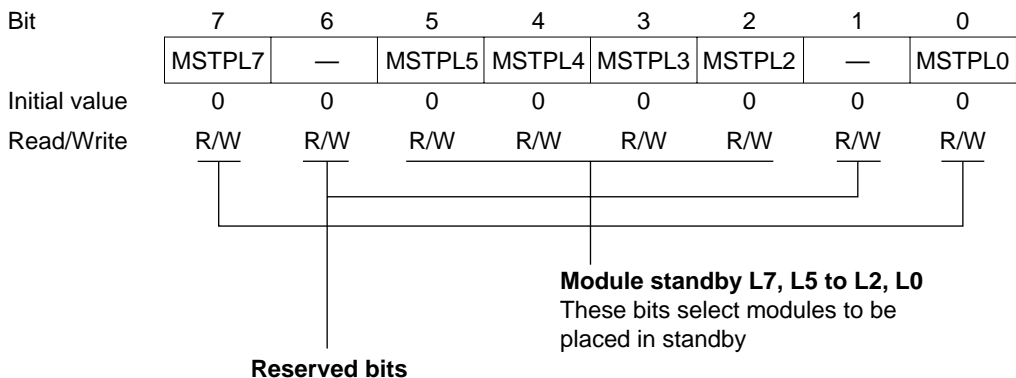 Bit 7 6 5 4 3 2 1 0
MSTPL7 — MSTPL5 MSTPL4 MSTPL3 MSTPL2 — MSTPL0
Initial value 0 0 0 0 0 0 0 0
Read/Write R/W R/W R/W R/W R/W R/W R/W R/W
Module standby L7, L5 to L2, L0
These bits select modules to be
placed in standby
Reserved bits